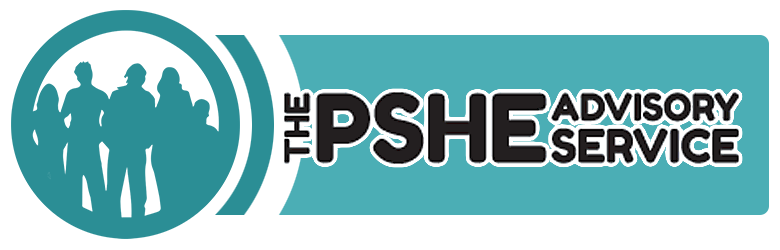 THE
PSHE
ADVISORY
SERVICE